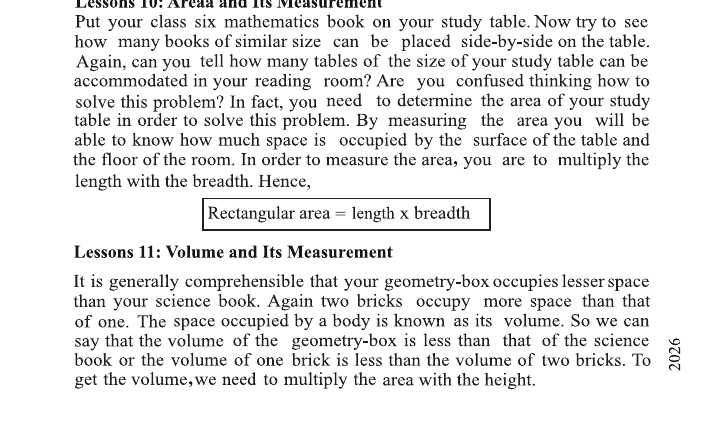 Lessons 10: Areaa and Its Measurement
Put your class six mathematics book on your study table. Now try to see
how many books of similar size can be placed side-by-side on the table.
Again, can you tell how many tables of the size of your study table can be
accommodated in your reading room? Are you confused thinking how to
solve this problem? In fact, you need to determine the area of your study
table in order to solve this problem. By measuring the area you will be
able to know how much space is occupied by the surface of the table and
the floor of the room. In order to measure the area, you are to multiply the
length with the breadth. Hence,
Rectangular area = length x breadth
Lessons 11: Volume and Its Measurement
It is generally comprehensible that your geometry-box occupies lesser space
than your science book. Again two bricks occupy more space than that
of one. The space occupied by a body is known as its volume. So we can
say that the volume of the geometry-box is less than that of the science
book or the volume of one brick is less than the volume of two bricks. To
get the volume, we need to multiply the area with the height.
2026